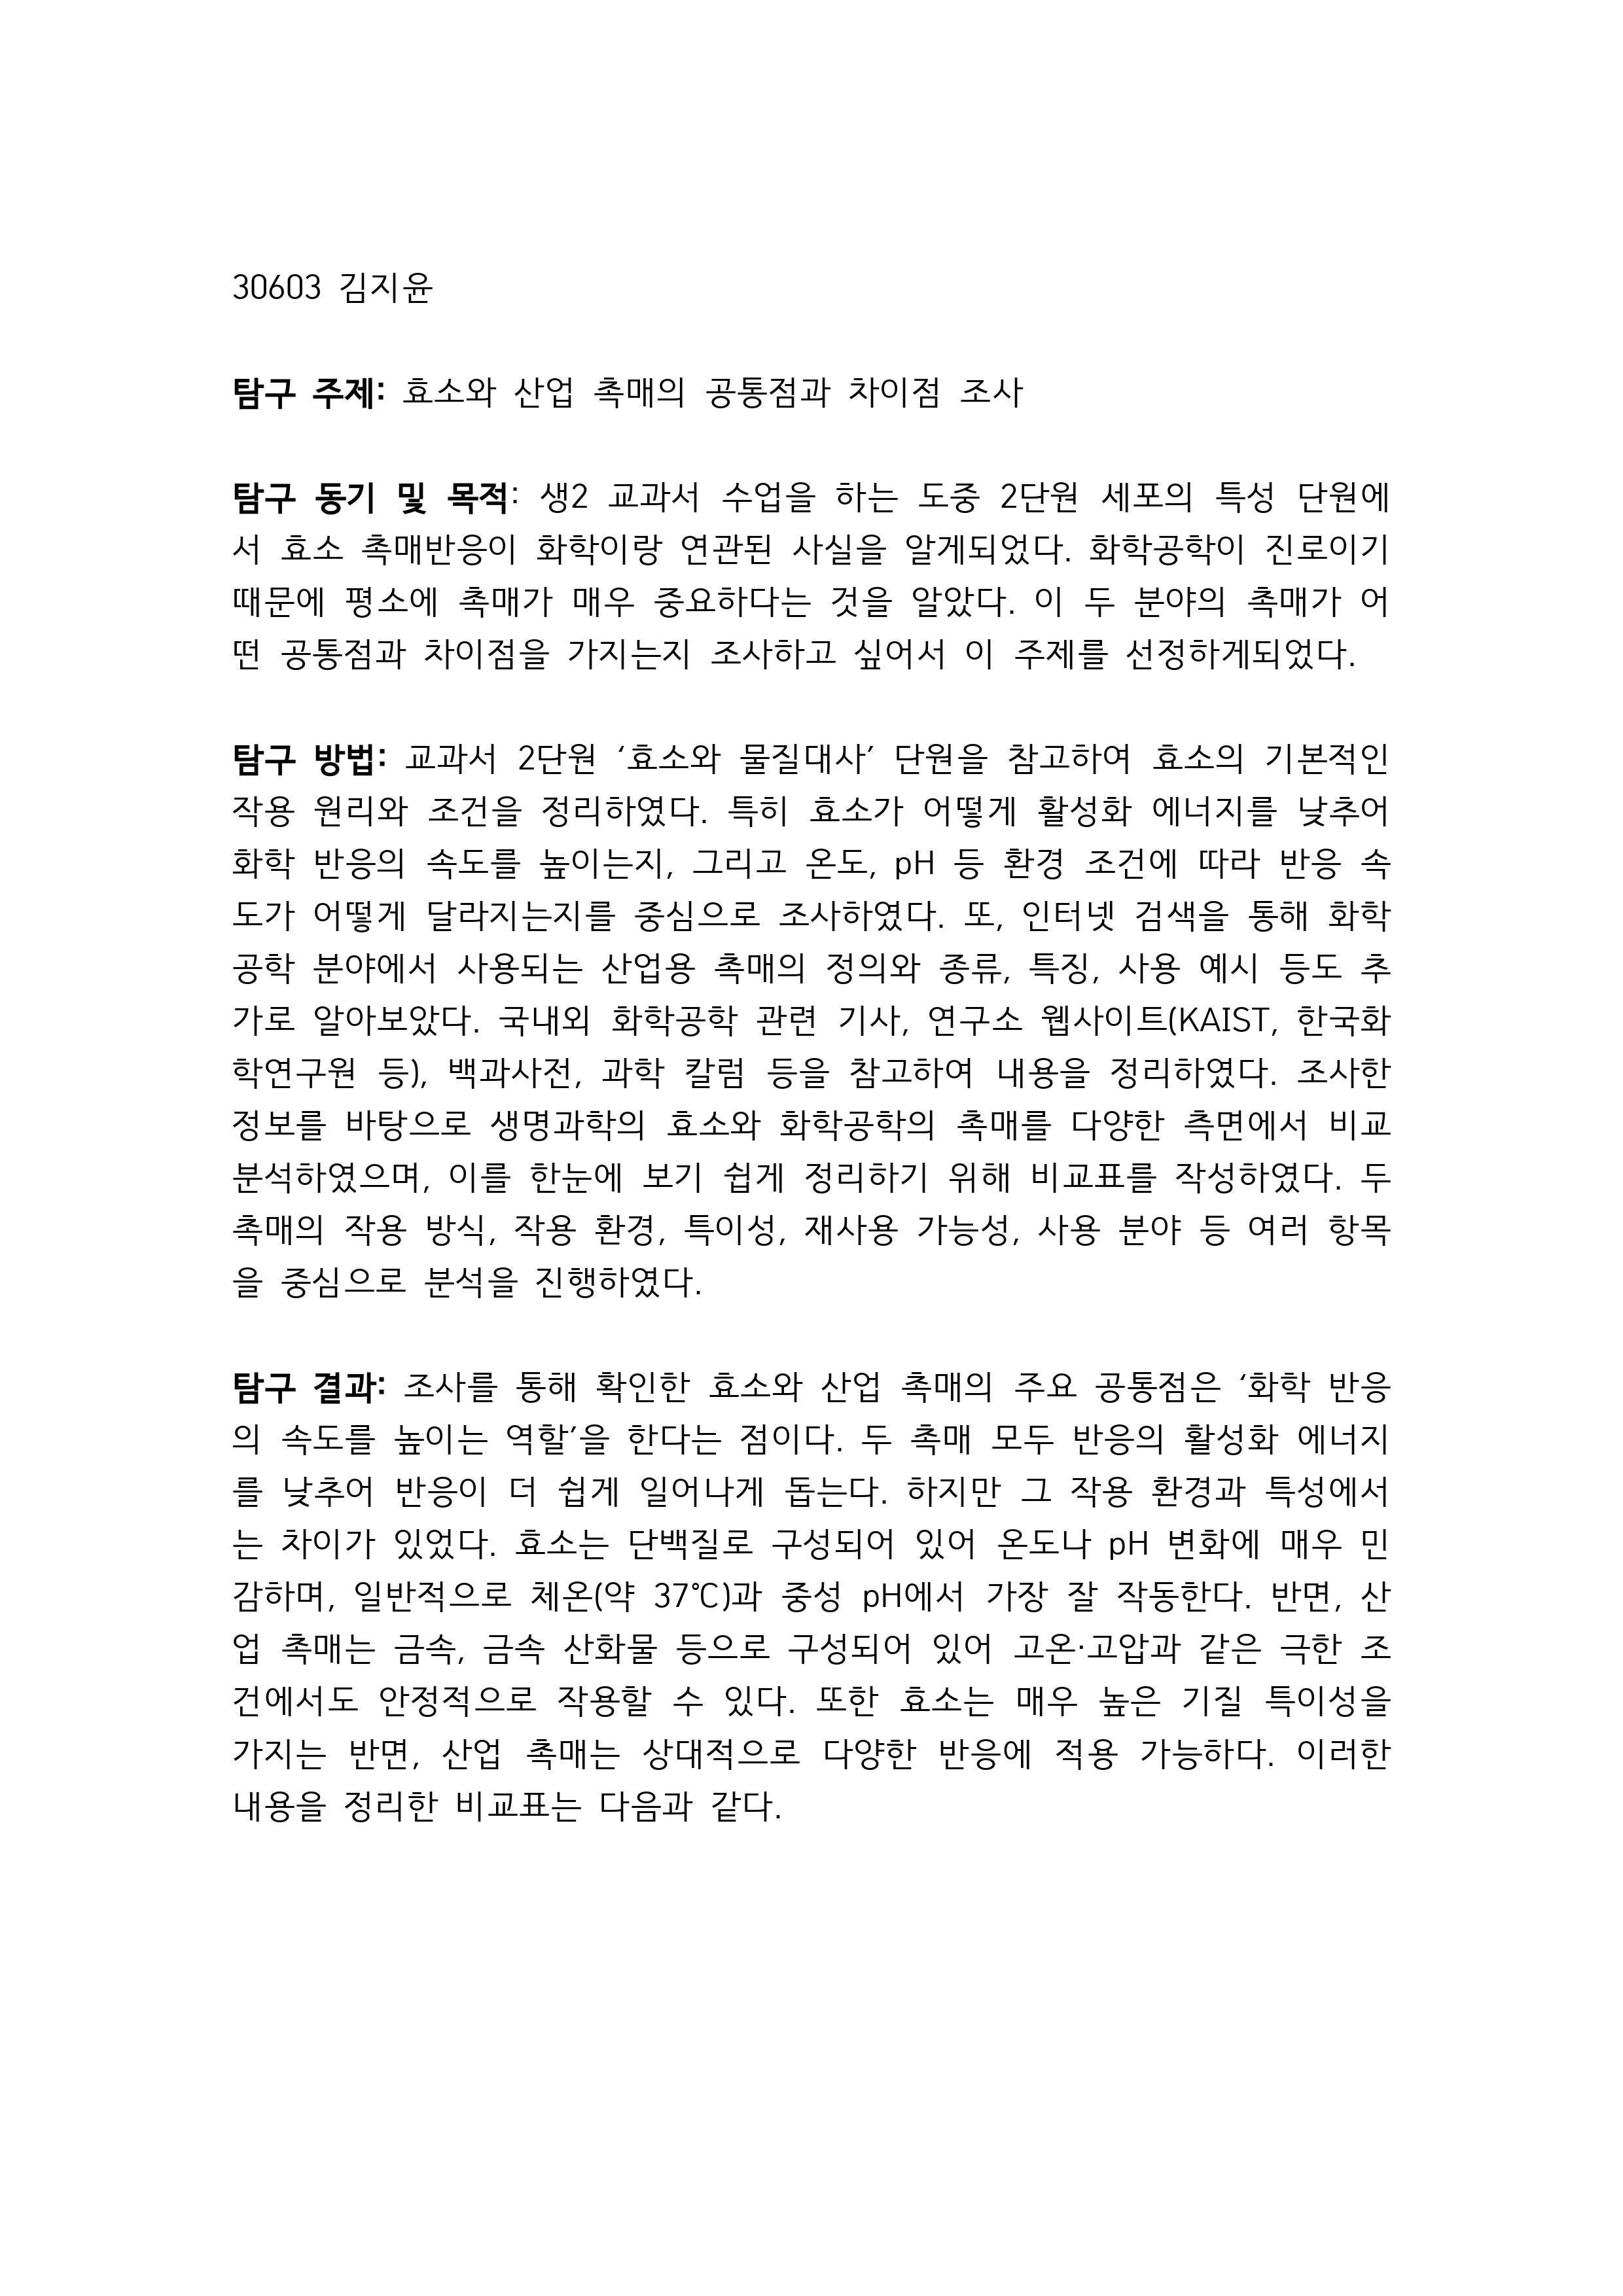 30603 김지윤
탐구 주제: 효소와 산업 촉매의 공통점과 차이점 조사
탐구 동기 및 목적: 생2 교과서 수업을 하는 도중 2단원 세포의 특성 단원에
서 효소 촉매반응이 화학이랑 연관된 사실을 알게되었다. 화학공학이 진로이기
때문에 평소에 촉매가 매우 중요하다는 것을 알았다. 이 두 분야의 촉매가 어
떤 공통점과 차이점을 가지는지 조사하고 싶어서 이 주제를 선정하게되었다.
탐구 방법: 교과서 2단원 ‘효소와 물질대사’ 단원을 참고하여 효소의 기본적인
작용 원리와 조건을 정리하였다. 특히 효소가 어떻게 활성화 에너지를 낮추어
화학 반응의 속도를 높이는지, 그리고 온도, pH 등 환경 조건에 따라 반응 속
도가 어떻게 달라지는지를 중심으로 조사하였다. 또, 인터넷 검색을 통해 화학
공학 분야에서 사용되는 산업용 촉매의 정의와 종류, 특징, 사용 예시 등도 추
가로 알아보았다. 국내외 화학공학 관련 기사, 연구소 웹사이트(KAIST, 한국화
학연구원 등), 백과사전, 과학 칼럼 등을 참고하여 내용을 정리하였다. 조사한
정보를 바탕으로 생명과학의 효소와 화학공학의 촉매를 다양한 측면에서 비교
분석하였으며, 이를 한눈에 보기 쉽게 정리하기 위해 비교표를 작성하였다. 두
촉매의 작용 방식, 작용 환경, 특이성, 재사용 가능성, 사용 분야 등 여러 항목
을 중심으로 분석을 진행하였다.
탐구 결과: 조사를 통해 확인한 효소와 산업 촉매의 주요 공통점은 ‘화학 반응
의 속도를 높이는 역할’을 한다는 점이다. 두 촉매 모두 반응의 활성화 에너지
를 낮추어 반응이 더 쉽게 일어나게 돕는다. 하지만 그 작용 환경과 특성에서
는 차이가 있었다. 효소는 단백질로 구성되어 있어 온도나 pH 변화에 매우 민
감하며, 일반적으로 체온(약 37℃)과 중성 pH에서 가장 잘 작동한다. 반면, 산
업 촉매는 금속, 금속 산화물 등으로 구성되어 있어 고온·고압과 같은 극한 조
건에서도 안정적으로 작용할 수 있다. 또한 효소는 매우 높은 기질 특이성을
가지는 반면, 산업 촉매는 상대적으로 다양한 반응에 적용 가능하다. 이러한
내용을 정리한 비교표는 다음과 같다.